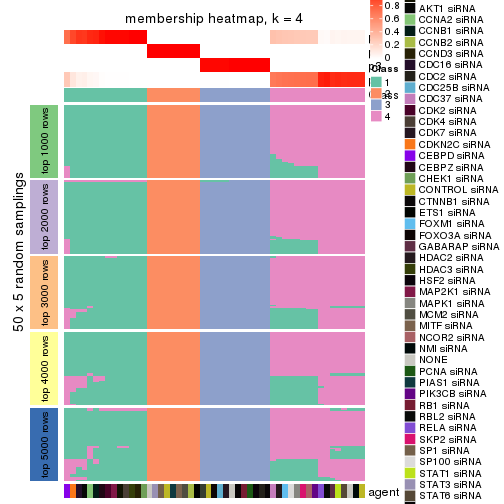 membership heatmap, k = 4
0.8
0.6
0.4
0.2
0
Class
1
2
3
4
50 x 5 random samplings
top 1000 rows
top 2000 rows
top 3000 rows
top 4000 rows
top 5000 rows
agent
AKT1 siRNA
CCNA2 siRNA
CCNB1 siRNA
CCNB2 siRNA
CCND3 siRNA
CDC16 siRNA
CDC2 siRNA
CDC25B siRNA
CDC37 siRNA
CDK2 siRNA
CDK4 siRNA
CDK7 siRNA
CDKN2C siRNA
CEBPD siRNA
CEBPZ siRNA
CHEK1 siRNA
CONTROL siRNA
CTNNB1 siRNA
ETS1 siRNA
FOXM1 siRNA
FOXO3A siRNA
GABARAP siRNA
HDAC2 siRNA
HDAC3 siRNA
HSF2 siRNA
MAP2K1 siRNA
MAPK1 siRNA
MCM2 siRNA
MITF siRNA
NCOR2 siRNA
NMI siRNA
NONE
PCNA siRNA
PIAS1 siRNA
PIK3CB siRNA
RB1 siRNA
RBL2 siRNA
RELA siRNA
SKP2 siRNA
SP1 siRNA
SP100 siRNA
STAT1 siRNA
STAT3 siRNA
STAT6 siRNA